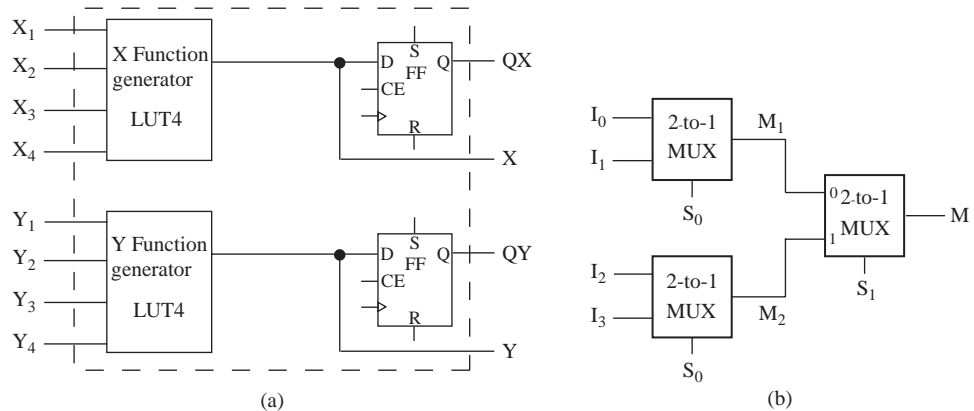 X1
X2
X3
X4
X Function
generator
LUT4
D
S
Q
FF
CE
R
QX
X
Y1
Y2
Y3
Y4
Y Function
generator
LUT4
D
S
Q
FF
CE
R
QY
Y
(a)
I0
I1
2-to-1
MUX
S0
M1
I2
I3
2-to-1
MUX
S0
M2
0
1
2-to-1
MUX
S1
M
(b)